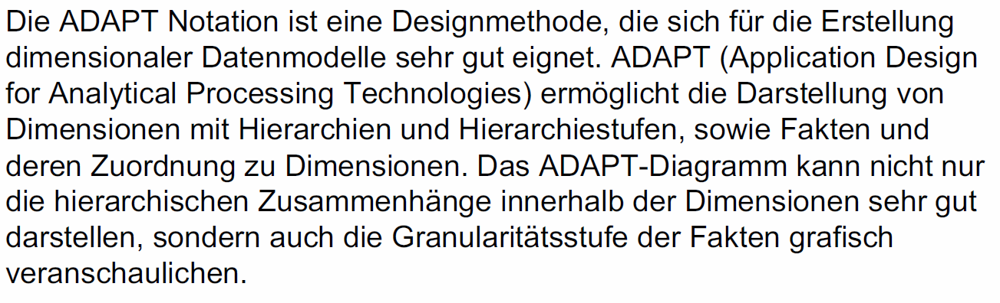 Die ADAPT Notation ist eine Designmethode, die sich für die Erstellung
dimensionaler Datenmodelle sehr gut eignet. ADAPT (Application Design
for Analytical Processing Technologies) ermöglicht die Darstellung von
Dimensionen mit Hierarchien und Hierarchiestufen, sowie Fakten und
deren Zuordnung zu Dimensionen. Das ADAPT-Diagramm kann nicht nur
die hierarchischen Zusammenhänge innerhalb der Dimensionen sehr gut
darstellen, sondern auch die Granularitätsstufe der Fakten grafisch
veranschaulichen.